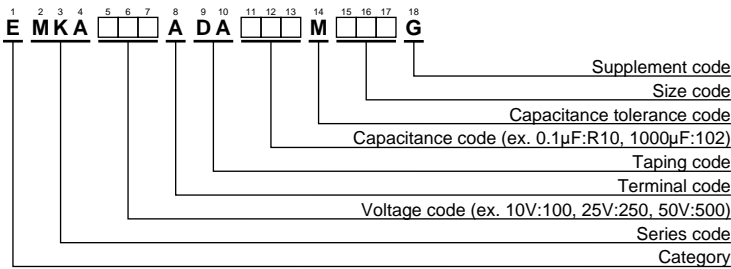 1 2 3 4 5 6 7 8 9 10 11 12 13 14 15 16 17 18
E MKA A DA M G
Supplement code
Size code
Capacitance tolerance code
Capacitance code (ex. 0.1µF:R10, 1000µF:102)
Taping code
Terminal code
Voltage code (ex. 10V:100, 25V:250, 50V:500)
Series code
Category